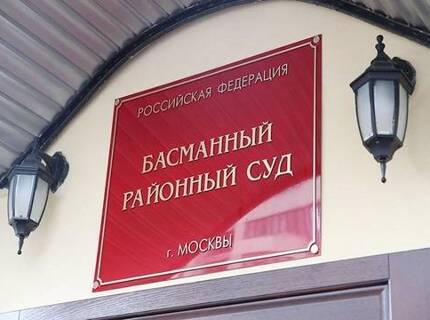 РОССИЙСКАЯ ФЕДЕРАЦИЯ
БАСМАННЫЙ
РАЙОННЫЙ СУД
г. МОСКВЫ